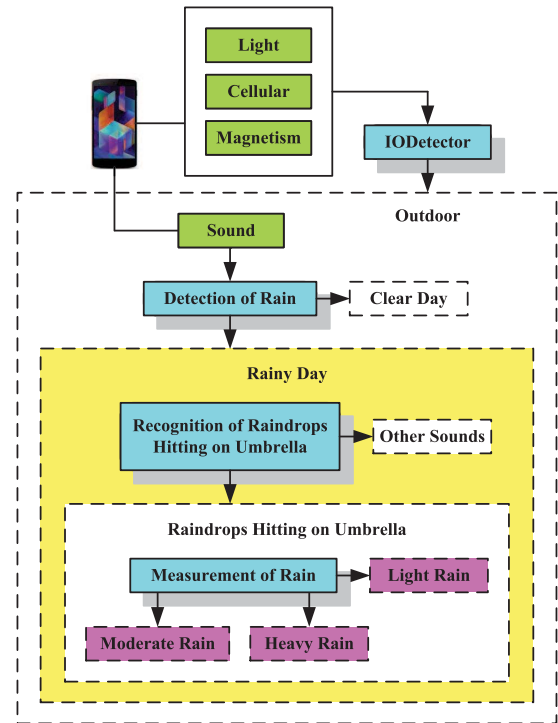 Light
Cellular
Magnetism
IODetector
Outdoor
Sound
Detection of Rain
Clear Day
Rainy Day
Recognition of Raindrops
Hitting on Umbrella
Other Sounds
Raindrops Hitting on Umbrella
Measurement of Rain
Light Rain
Moderate Rain
Heavy Rain